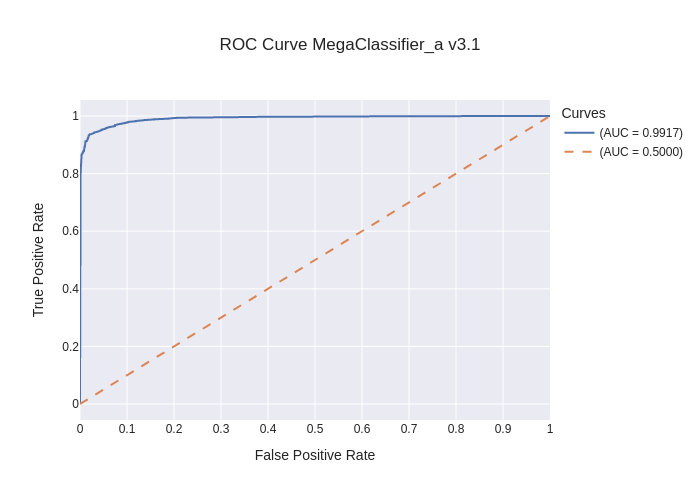 ROC Curve MegaClassifier_a v3.1
Curves
(AUC = 0.9917)
(AUC = 0.5000)
True Positive Rate
1
0.8
0.6
0.4
0.2
0
0 0.1 0.2 0.3 0.4 0.5 0.6 0.7 0.8 0.9 1
False Positive Rate